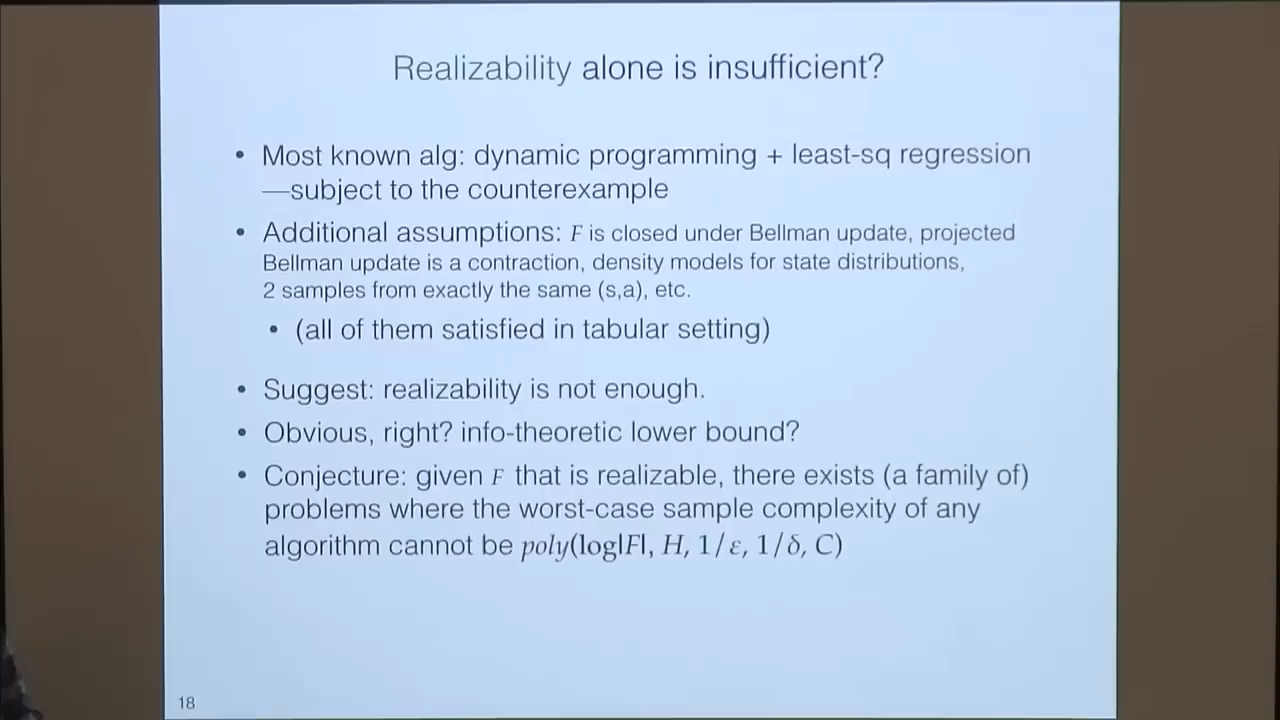 Realizability alone is insufficient?
• Most known alg: dynamic programming + least-sq regression
—subject to the counterexample
• Additional assumptions: F is closed under Bellman update, projected
Bellman update is a contraction, density models for state distributions,
2 samples from exactly the same (s,a), etc.
• (all of them satisfied in tabular setting)
• Suggest: realizability is not enough.
• Obvious, right? info-theoretic lower bound?
• Conjecture: given F that is realizable, there exists (a family of)
problems where the worst-case sample complexity of any
algorithm cannot be poly(log|F|, H, 1/ε, 1/δ, C)
18